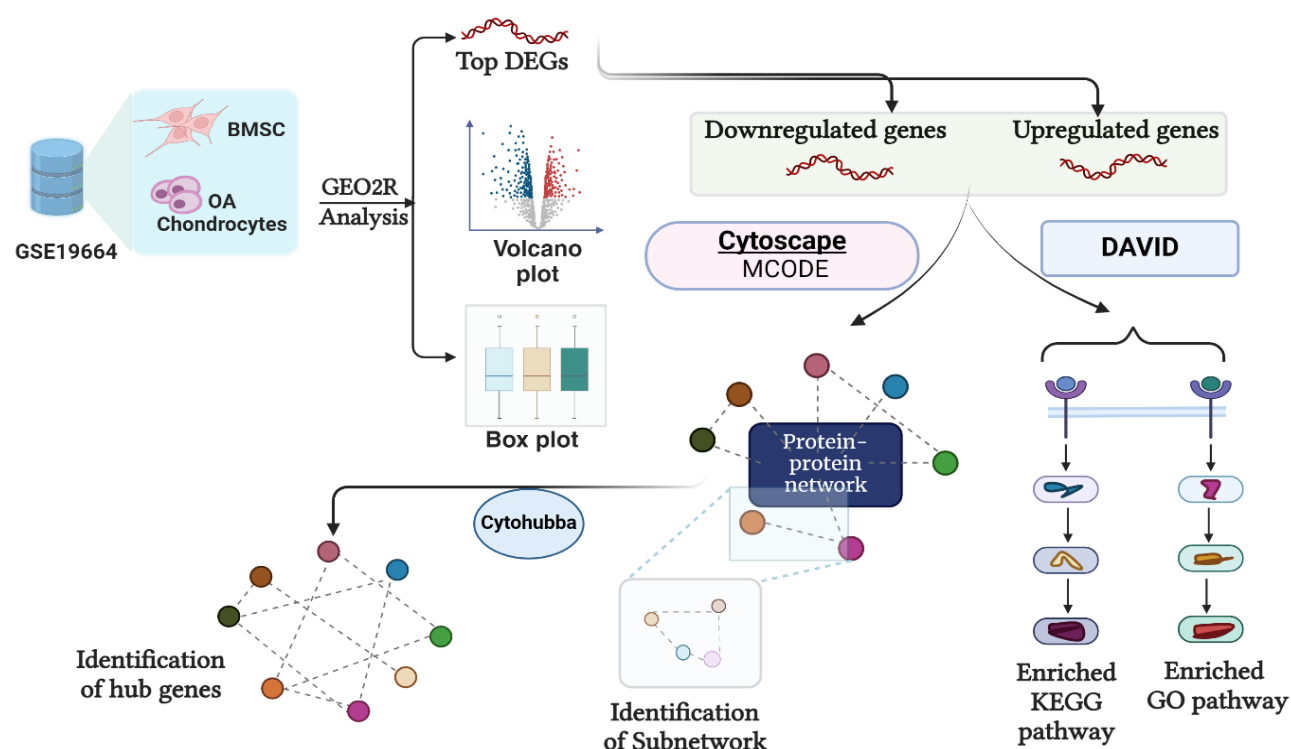 GSE19664
BMSC
OA
Chondrocytes
GEO2R
Analysis
Top DEGs
Volcano
plot
Box plot
Downregulated genes
Upregulated genes
Cytoscape
MCODE
DAVID
Protein-
protein
network
Cytohubba
Identification
of hub genes
Identification
of Subnetwork
Enriched
KEGG
pathway
Enriched
GO pathway